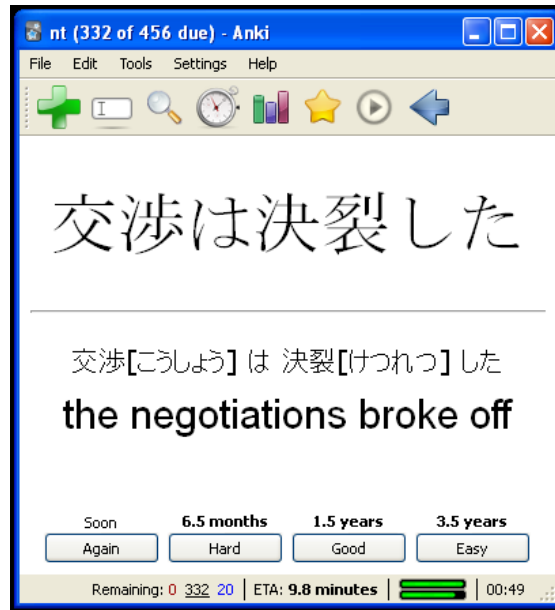 nt (332 of 456 due) - Anki
File Edit Tools Settings Help
交渉は決裂した
交渉[こうしょう] は 決裂[けつれつ] した
the negotiations broke off
Soon 6.5 months 1.5 years 3.5 years
Again Hard Good Easy
Remaining: 0 332 20 ETA: 9.8 minutes 00:49